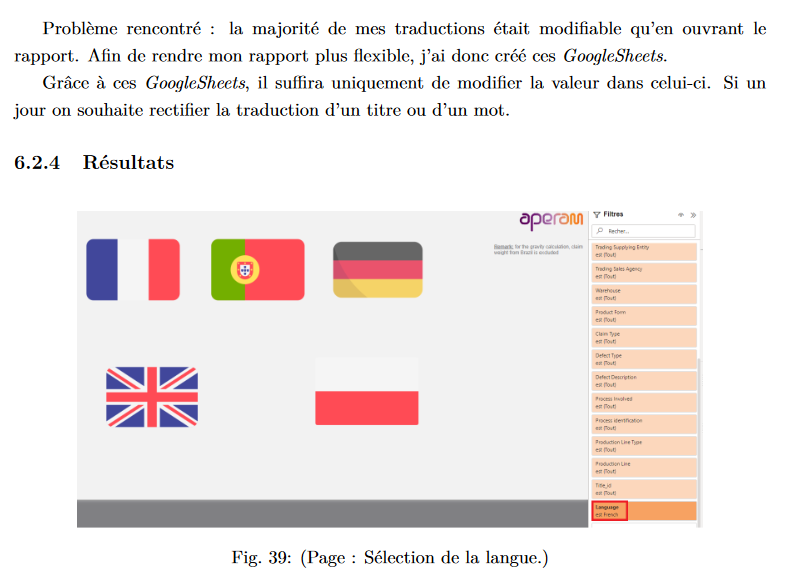 Problème rencontré : la majorité de mes traductions était modifiable qu'en ouvrant le
rapport. Afin de rendre mon rapport plus flexible, j'ai donc créé ces GoogleSheets.
Grâce à ces GoogleSheets, il suffira uniquement de modifier la valeur dans celui-ci. Si un
jour on souhaite rectifier la traduction d'un titre ou d'un mot.
6.2.4 Résultats
aperam
Remark: for the gravity calculation, claim
weight from Brazil is excluded
Filtres
Recher...
Trading Supplying Entity
est (Tout)
Trading Sales Agency
est (Tout)
Warehouse
est (Tout)
Product Form
est (Tout)
Claim Type
est (Tout)
Defect Type
est (Tout)
Defect Description
est (Tout)
Process Involved
est (Tout)
Process Identification
est (Tout)
Production Line Type
est (Tout)
Production Line
est (Tout)
Title_id
est (Tout)
Language
est French
Fig. 39: (Page : Sélection de la langue.)